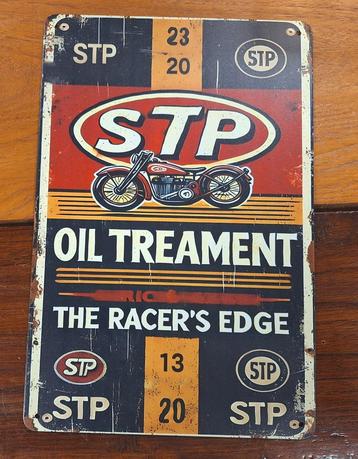 STP
23
20
STP
STP
OIL TREAMENT
THE RACER'S EDGE
STP
13
STP
STP
20
STP